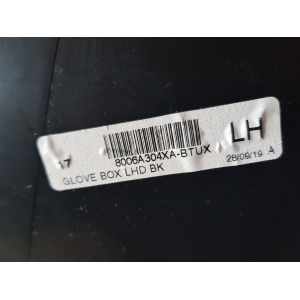 17
8006A304XA-BTUX
LH
GLOVE BOX LHD BK
28/09/19 A